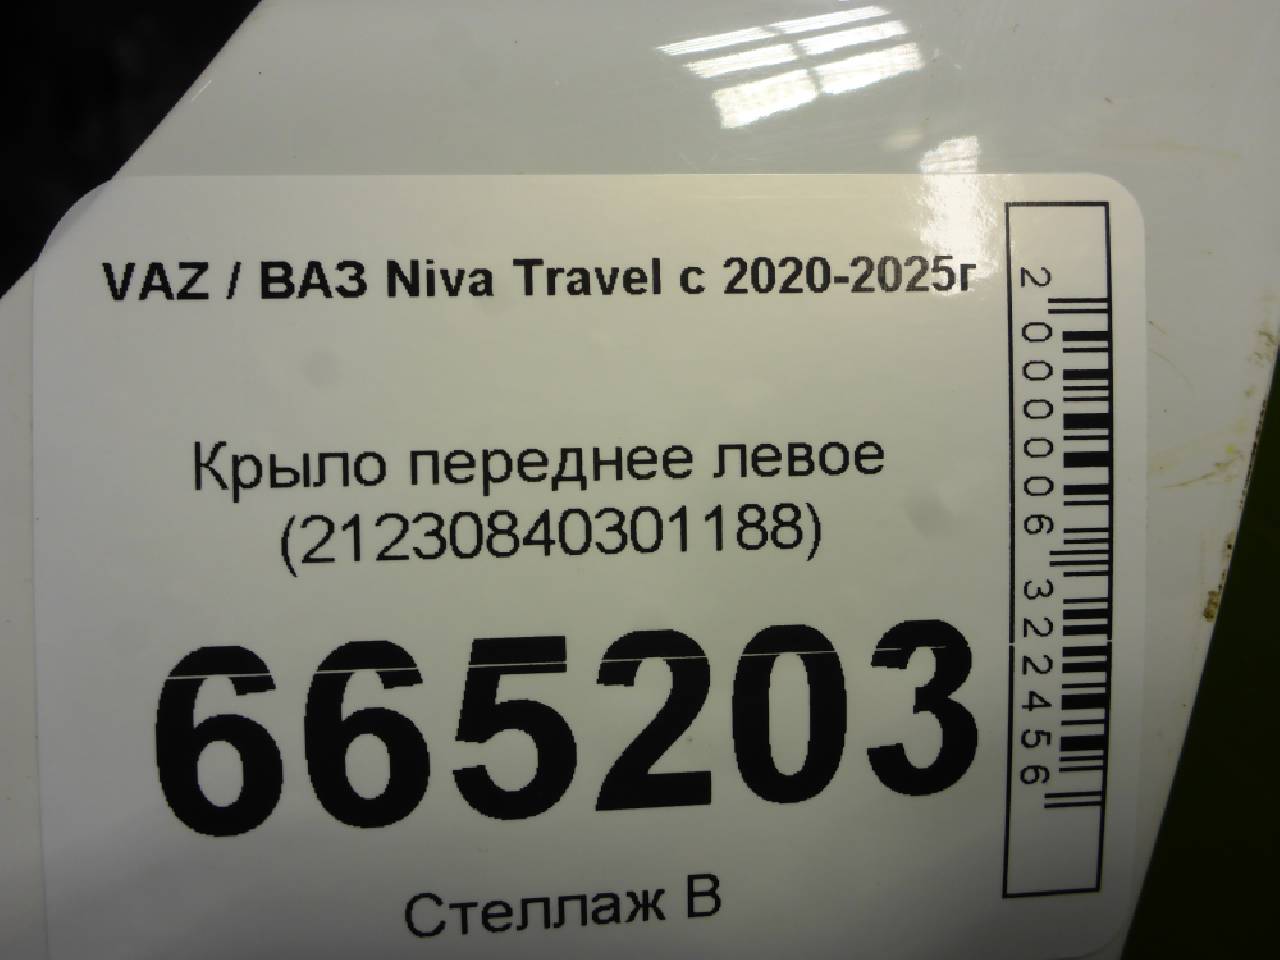 VAZ / ВАЗ Niva Travel с 2020-2025г
Крыло переднее левое
(21230840301188)
665203
Стеллаж В
2000006322456